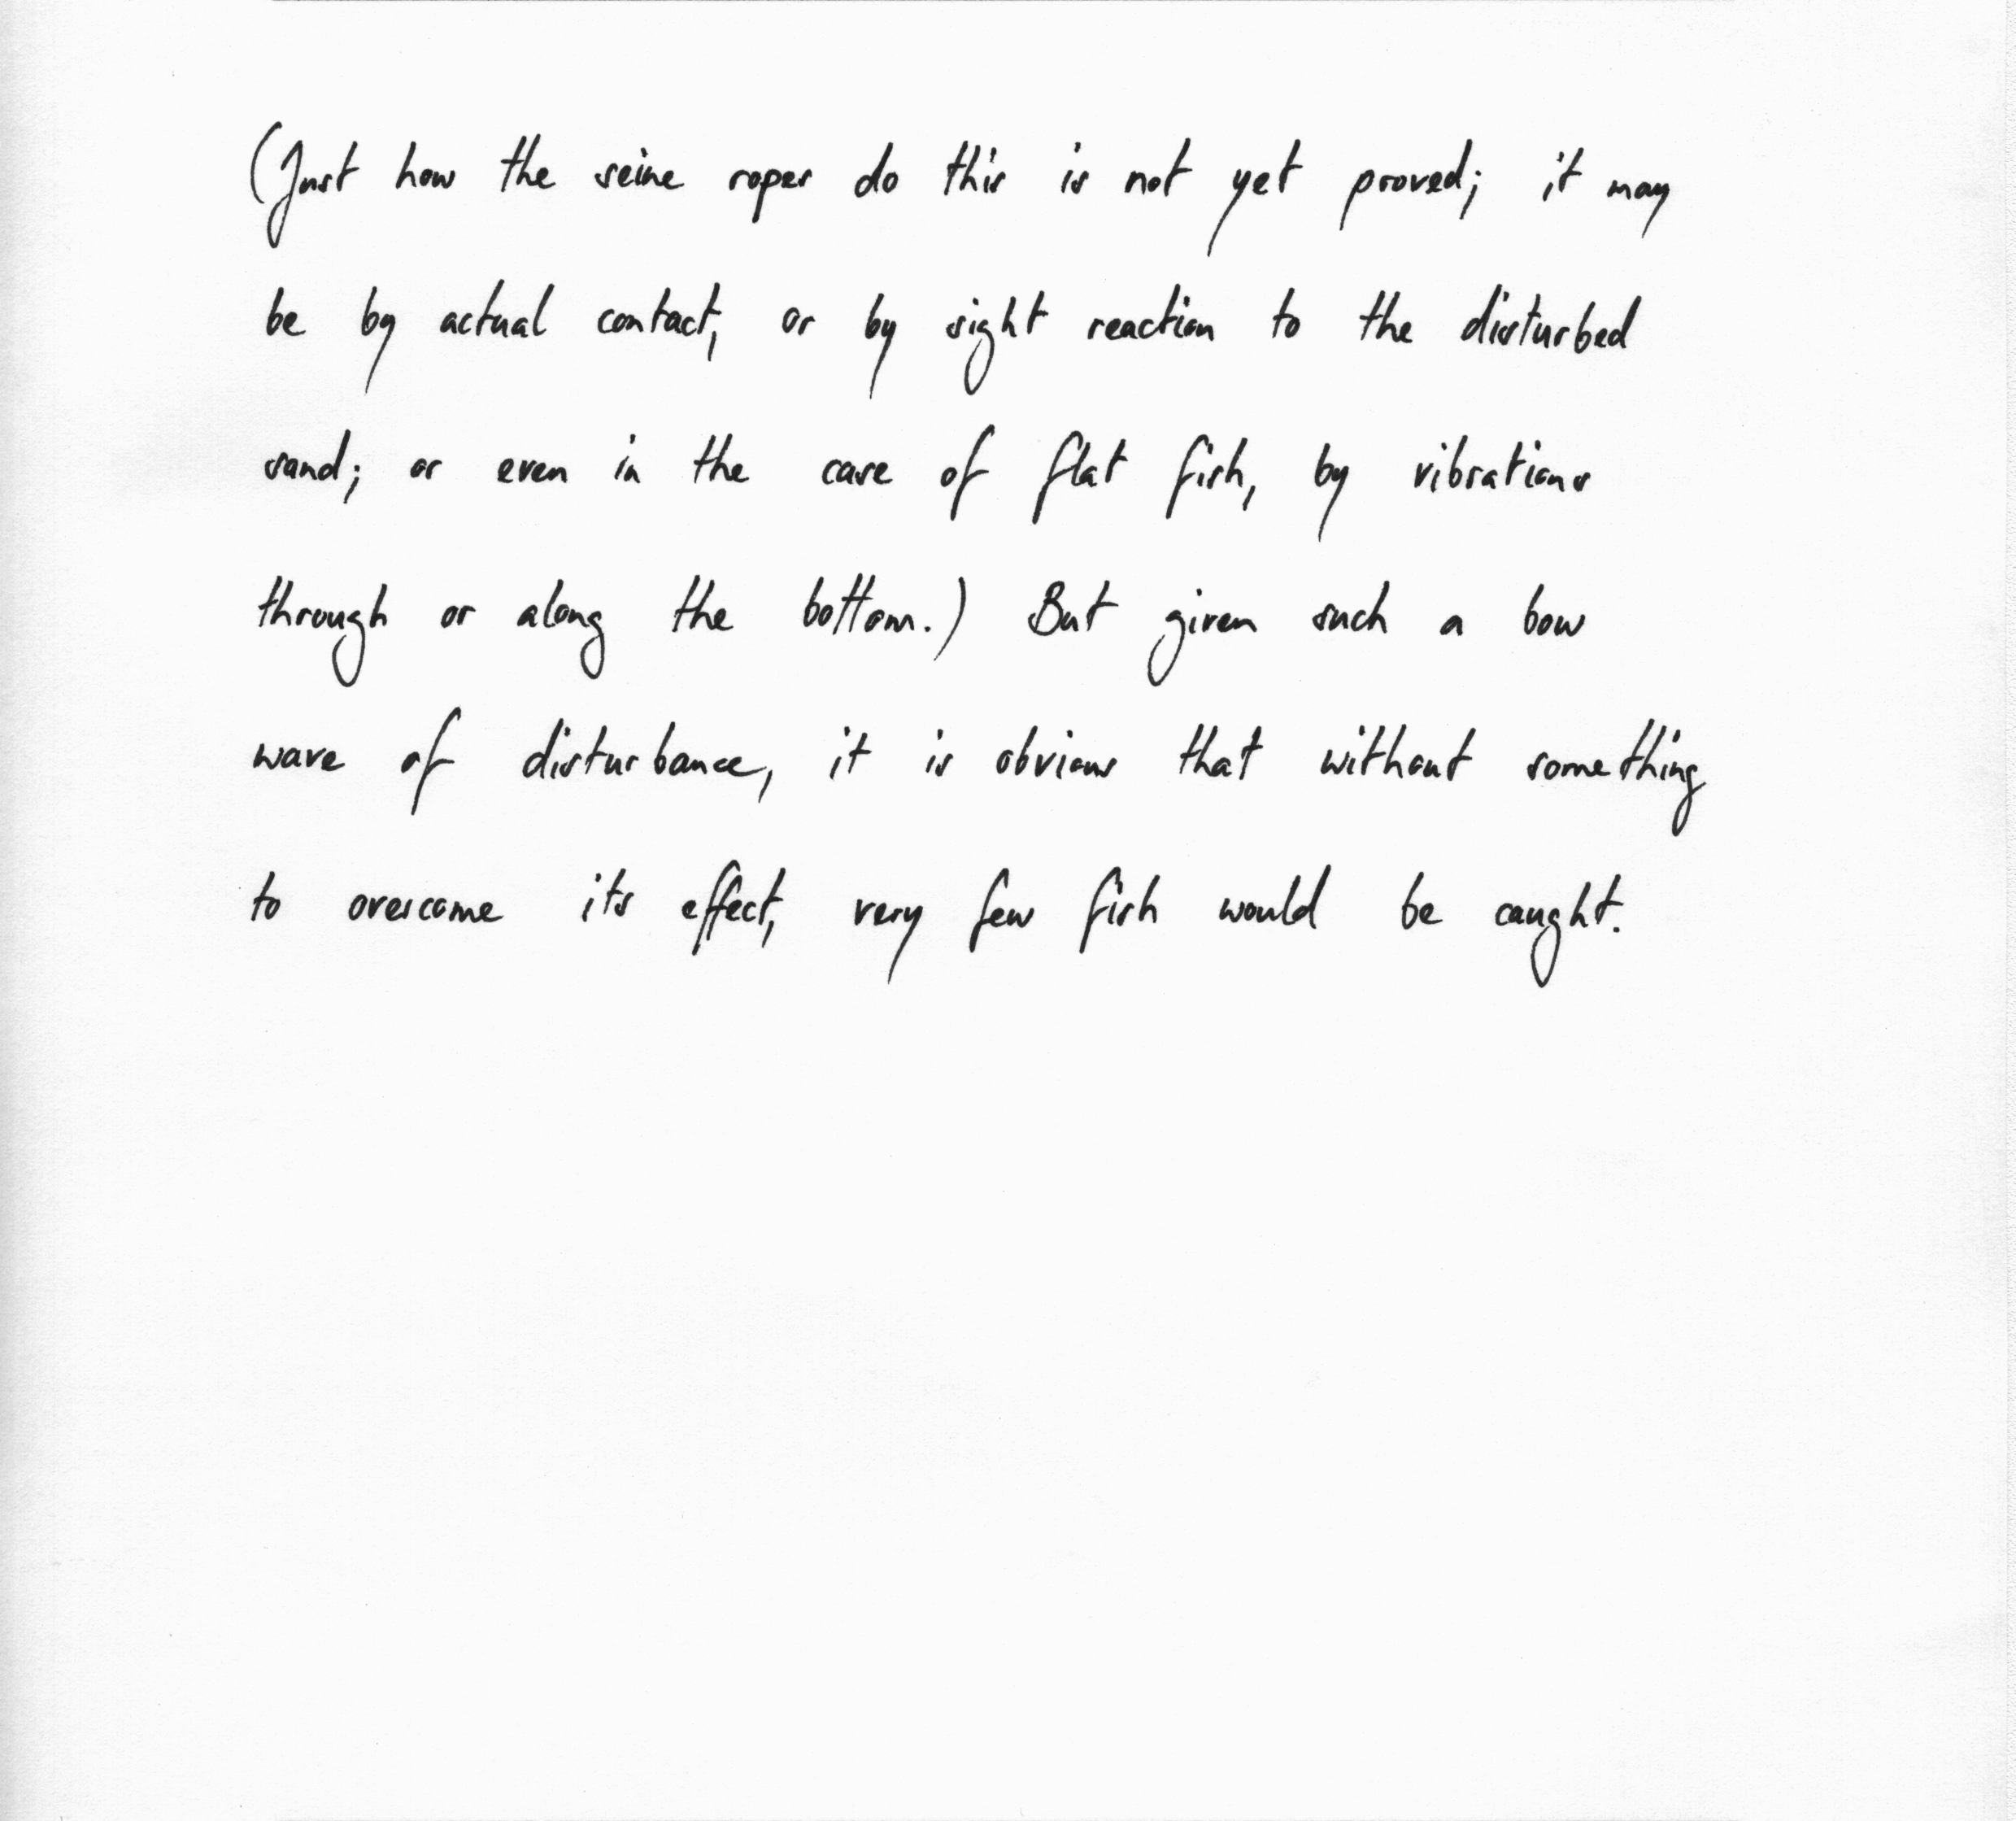 (Just how the seine ropes do this is not yet proved; it may
be by actual contact, or by sight reaction to the disturbed
sand; or even in the case of flat fish, by vibrations
through or along the bottom.) But given such a bow
wave of disturbance, it is obvious that without something
to overcome its effect, very few fish would be caught.